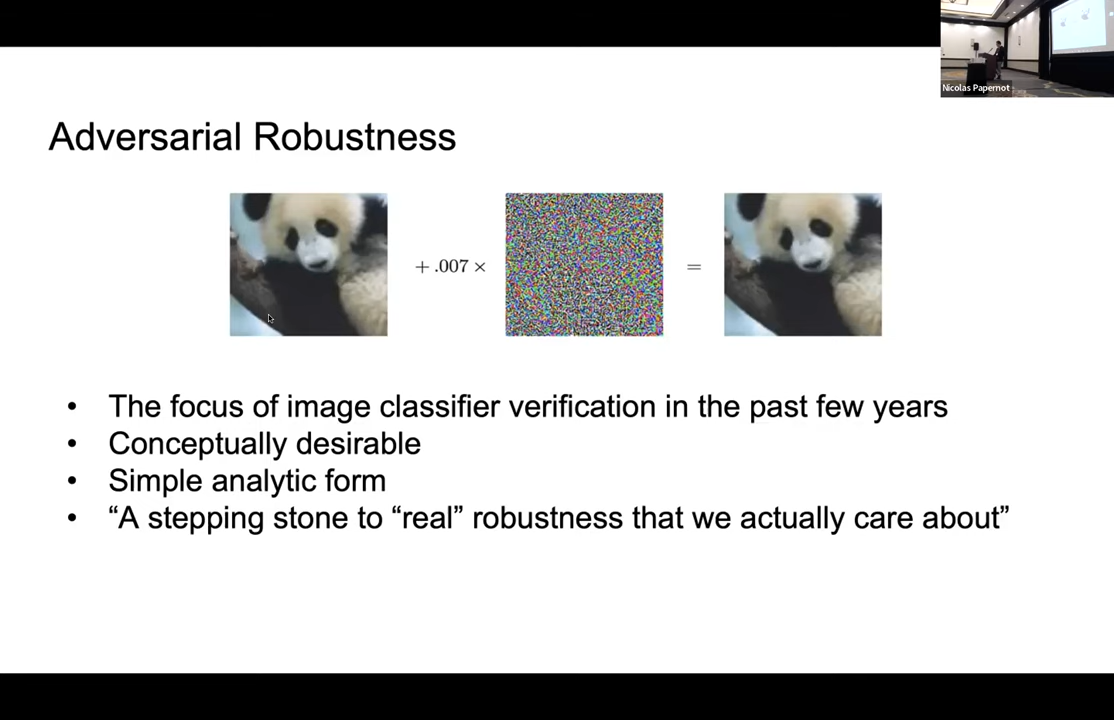 Nicolas Papernot
Adversarial Robustness
+ .007 ×
=
• The focus of image classifier verification in the past few years
• Conceptually desirable
• Simple analytic form
• “A stepping stone to “real” robustness that we actually care about”